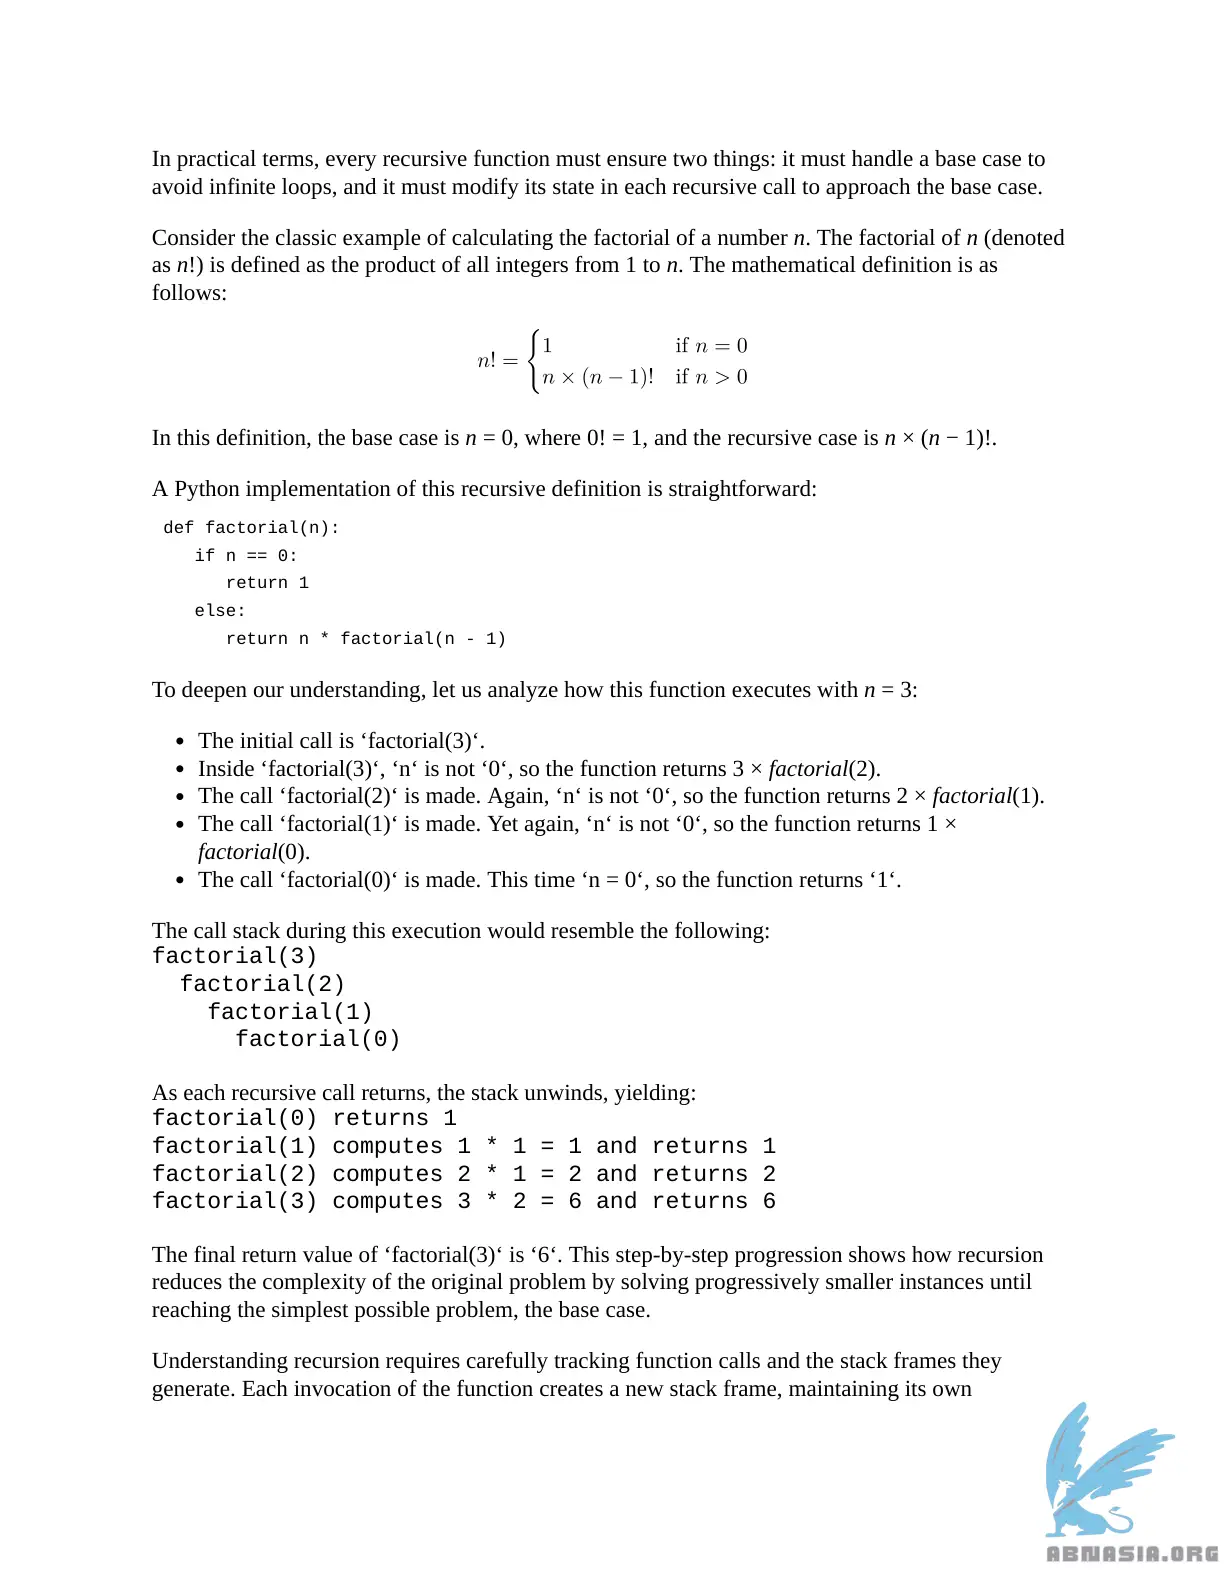 In practical terms, every recursive function must ensure two things: it must handle a base case to
avoid infinite loops, and it must modify its state in each recursive call to approach the base case.
Consider the classic example of calculating the factorial of a number n. The factorial of n (denoted
as n!) is defined as the product of all integers from 1 to n. The mathematical definition is as
follows:
n! = { 1 if n = 0
n × (n − 1)! if n > 0
In this definition, the base case is n = 0, where 0! = 1, and the recursive case is n × (n − 1)!.
A Python implementation of this recursive definition is straightforward:
def factorial(n):
   if n == 0:
      return 1
   else:
      return n * factorial(n - 1)
To deepen our understanding, let us analyze how this function executes with n = 3:
• The initial call is ‘factorial(3)‘.
• Inside ‘factorial(3)‘, ‘n‘ is not ‘0‘, so the function returns 3 × factorial(2).
• The call ‘factorial(2)‘ is made. Again, ‘n‘ is not ‘0‘, so the function returns 2 × factorial(1).
• The call ‘factorial(1)‘ is made. Yet again, ‘n‘ is not ‘0‘, so the function returns 1 ×
factorial(0).
• The call ‘factorial(0)‘ is made. This time ‘n = 0‘, so the function returns ‘1‘.
The call stack during this execution would resemble the following:
factorial(3)
  factorial(2)
    factorial(1)
      factorial(0)
As each recursive call returns, the stack unwinds, yielding:
factorial(0) returns 1
factorial(1) computes 1 * 1 = 1 and returns 1
factorial(2) computes 2 * 1 = 2 and returns 2
factorial(3) computes 3 * 2 = 6 and returns 6
The final return value of ‘factorial(3)‘ is ‘6‘. This step-by-step progression shows how recursion
reduces the complexity of the original problem by solving progressively smaller instances until
reaching the simplest possible problem, the base case.
Understanding recursion requires carefully tracking function calls and the stack frames they
generate. Each invocation of the function creates a new stack frame, maintaining its own
ABNASIA.ORG